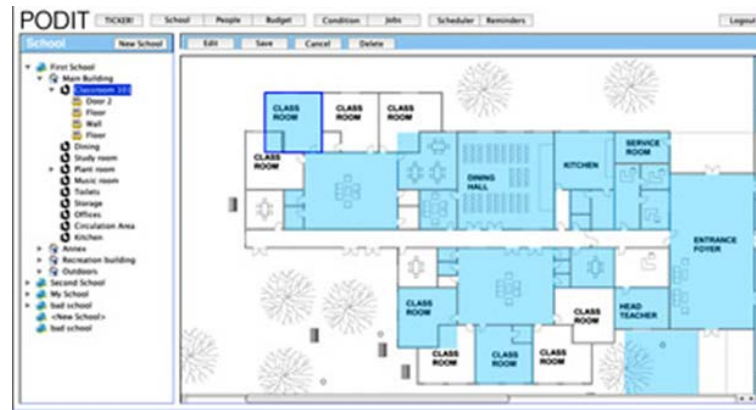 PODIT TICKER! School People Budget Condition Jobs Scheduler Reminders Logout
School New School Edit Save Cancel Delete
First School
Main Building
Classroom 101
Door 2
Floor
Wall
Floor
Dining
Study room
Plant room
Music room
Toilets
Storage
Offices
Circulation Area
Kitchen
Annex
Recreation building
Outdoors
Second School
My School
bad school
<New School>
bad school
CLASS ROOM
CLASS ROOM
CLASS ROOM
CLASS ROOM
DINING HALL
KITCHEN
SERVICE ROOM
ENTRANCE FOYER
CLASS ROOM
CLASS ROOM
HEAD TEACHER
CLASS ROOM
CLASS ROOM
CLASS ROOM